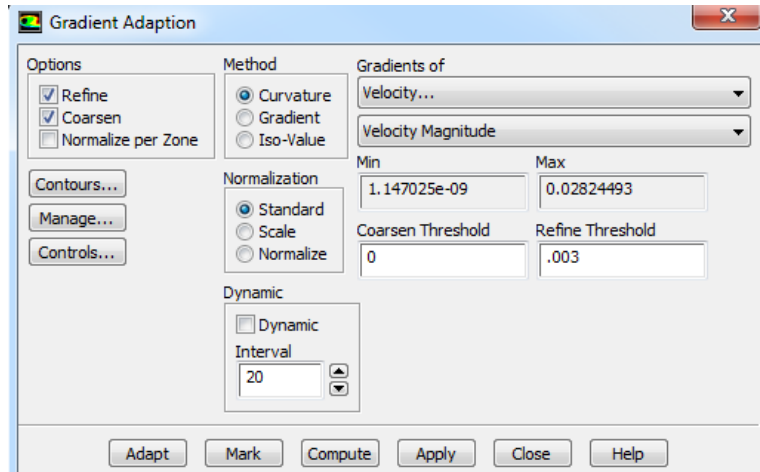 Gradient Adaption
Options
Refine
Coarsen
Normalize per Zone
Contours...
Manage...
Controls...
Method
Curvature
Gradient
Iso-Value
Normalization
Standard
Scale
Normalize
Dynamic
Dynamic
Interval
20
Gradients of
Velocity...
Velocity Magnitude
Min Max
1.147025e-09 0.02824493
Coarsen Threshold Refine Threshold
0 .003
Adapt Mark Compute Apply Close Help